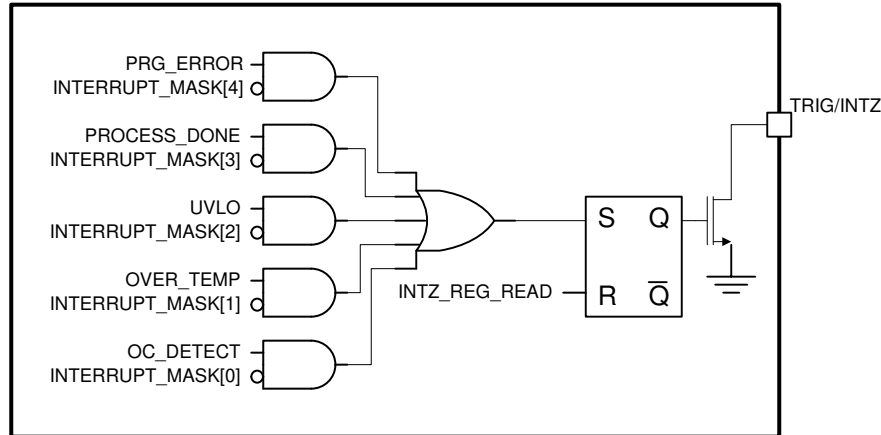 PRG_ERROR
INTERRUPT_MASK[4]
PROCESS_DONE
INTERRUPT_MASK[3]
UVLO
INTERRUPT_MASK[2]
OVER_TEMP
INTERRUPT_MASK[1]
OC_DETECT
INTERRUPT_MASK[0]
INTZ_REG_READ
S Q
R Q̅
TRIG/INTZ